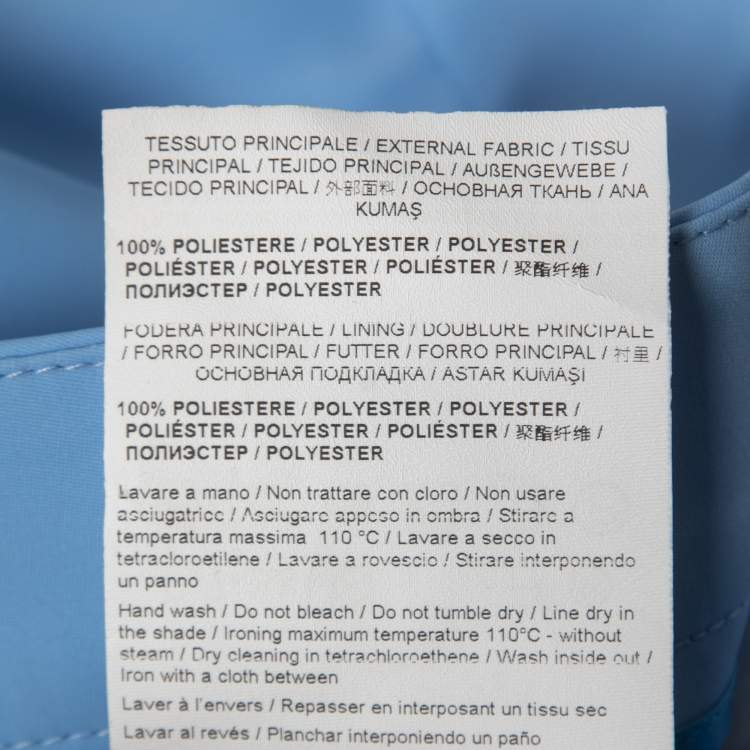 TESSUTO PRINCIPALE / EXTERNAL FABRIC / TISSU
PRINCIPAL / TEJIDO PRINCIPAL / AUßENGEWEBE /
TECIDO PRINCIPAL / 外部面料 / ОСНОВНАЯ ТКАНЬ / ANA
KUMAŞ
100% POLIESTERE / POLYESTER / POLYESTER /
POLIÉSTER / POLYESTER / POLIÉSTER / 聚酯纤维 /
ПОЛИЭСТЕР / POLYESTER
FODERA PRINCIPALE / LINING / DOUBLURE PRINCIPALE
/ FORRO PRINCIPAL / FUTTER / FORRO PRINCIPAL / 衬里 /
ОСНОВНАЯ ПОДКЛАДКА / ASTAR KUMAŞI
100% POLIESTERE / POLYESTER / POLYESTER /
POLIÉSTER / POLYESTER / POLIÉSTER / 聚酯纤维 /
ПОЛИЭСТЕР / POLYESTER
Lavare a mano / Non trattare con cloro / Non usare
asciugatrice / Asciugare appeso in ombra / Stirare a
temperatura massima 110 °C / Lavare a secco in
tetracloroetilene / Lavare a rovescio / Stirare interponendo
un panno
Hand wash / Do not bleach / Do not tumble dry / Line dry in
the shade / Ironing maximum temperature 110°C - without
steam / Dry cleaning in tetrachloroethene / Wash inside out /
Iron with a cloth between
Laver à l'envers / Repasser en interposant un tissu sec
Lavar al revés / Planchar interponiendo un paño